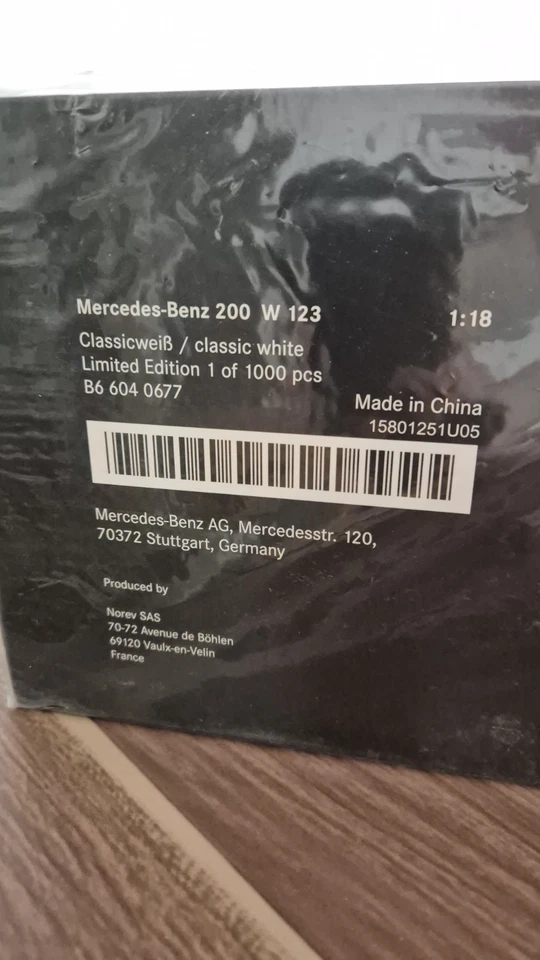 Mercedes-Benz 200 W 123 1:18
Classicweiß / classic white
Limited Edition 1 of 1000 pcs
B6 604 0677
Made in China
15801251U05
Mercedes-Benz AG, Mercedesstr. 120,
70372 Stuttgart, Germany
Produced by
Norev SAS
70-72 Avenue de Böhlen
69120 Vaulx-en-Velin
France